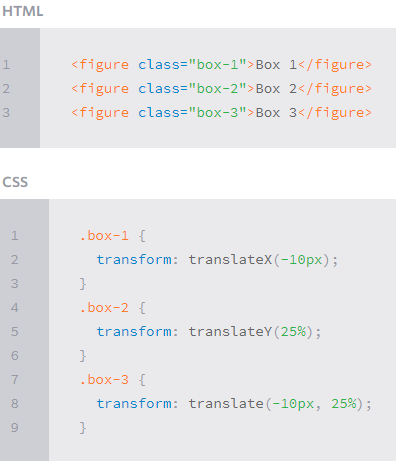 HTML
1 <figure class="box-1">Box 1</figure>
2 <figure class="box-2">Box 2</figure>
3 <figure class="box-3">Box 3</figure>
CSS
1 .box-1 {
2 transform: translateX(-10px);
3 }
4 .box-2 {
5 transform: translateY(25%);
6 }
7 .box-3 {
8 transform: translate(-10px, 25%);
9 }